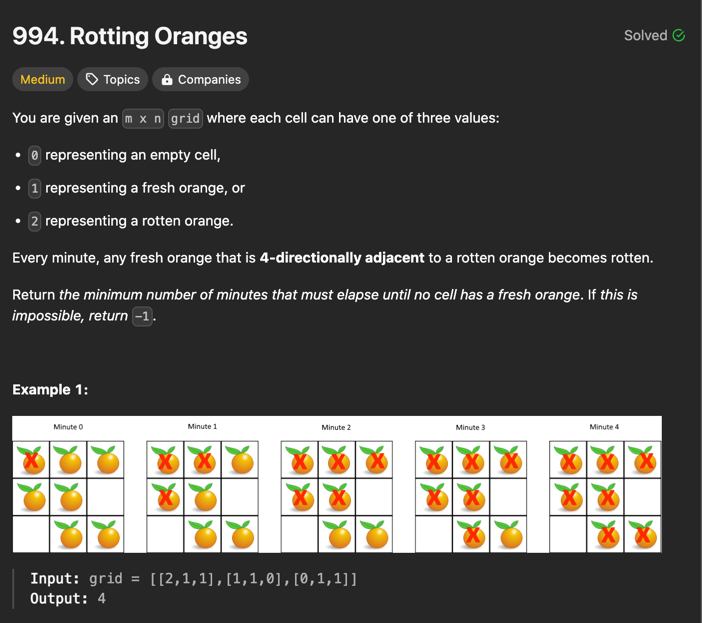 994. Rotting Oranges
Solved
Medium
Topics
Companies
You are given an m x n grid where each cell can have one of three values:
• 0 representing an empty cell,
• 1 representing a fresh orange, or
• 2 representing a rotten orange.
Every minute, any fresh orange that is 4-directionally adjacent to a rotten orange becomes rotten.
Return the minimum number of minutes that must elapse until no cell has a fresh orange. If this is
impossible, return -1.
Example 1:
Minute 0
Minute 1
Minute 2
Minute 3
Minute 4
Input: grid = [[2,1,1],[1,1,0],[0,1,1]]
Output: 4